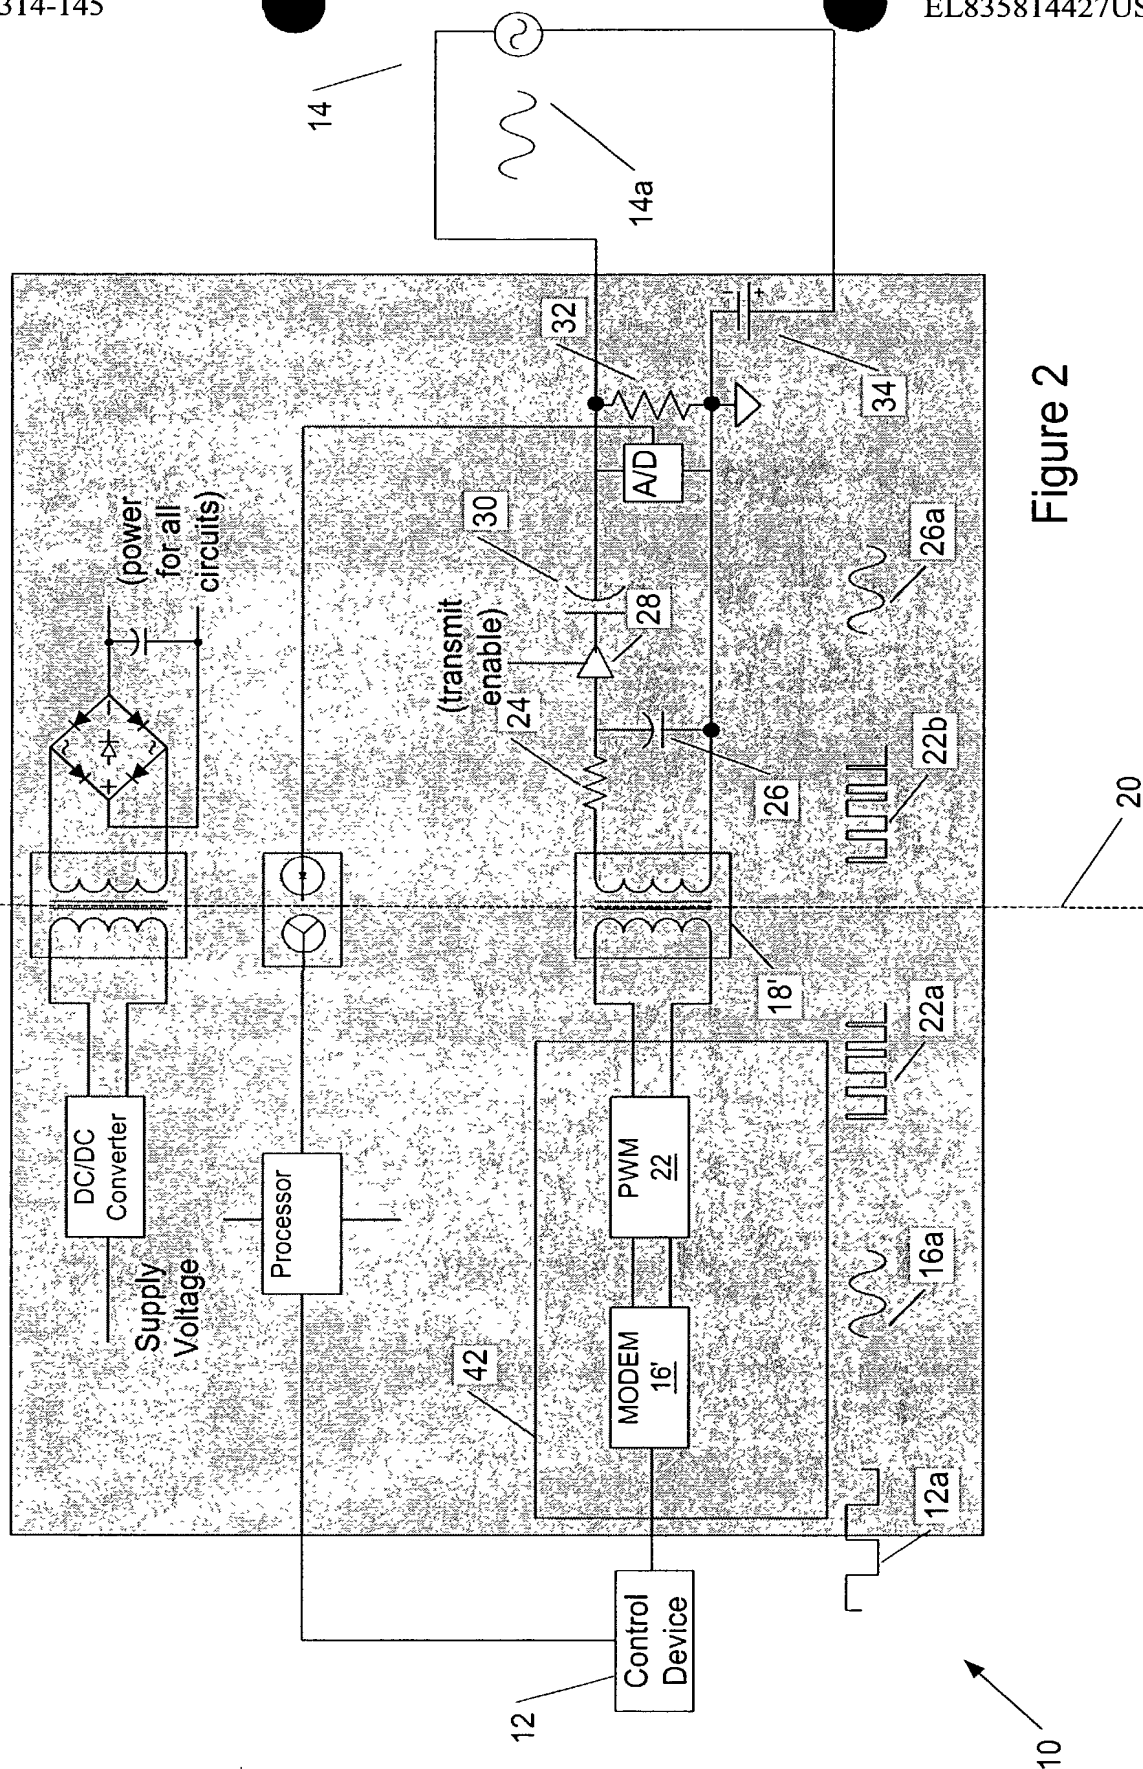 314-145
EL835814427US
14
14a
(power
for all
circuits)
32
34
A/D
30
(transmit
enable)
28
24
26
26a
22b
20
18'
22a
DC/DC
Converter
Supply
Voltage
Processor
PWM
22
MODEM
16'
42
16a
12a
Control
Device
12
10
Figure 2